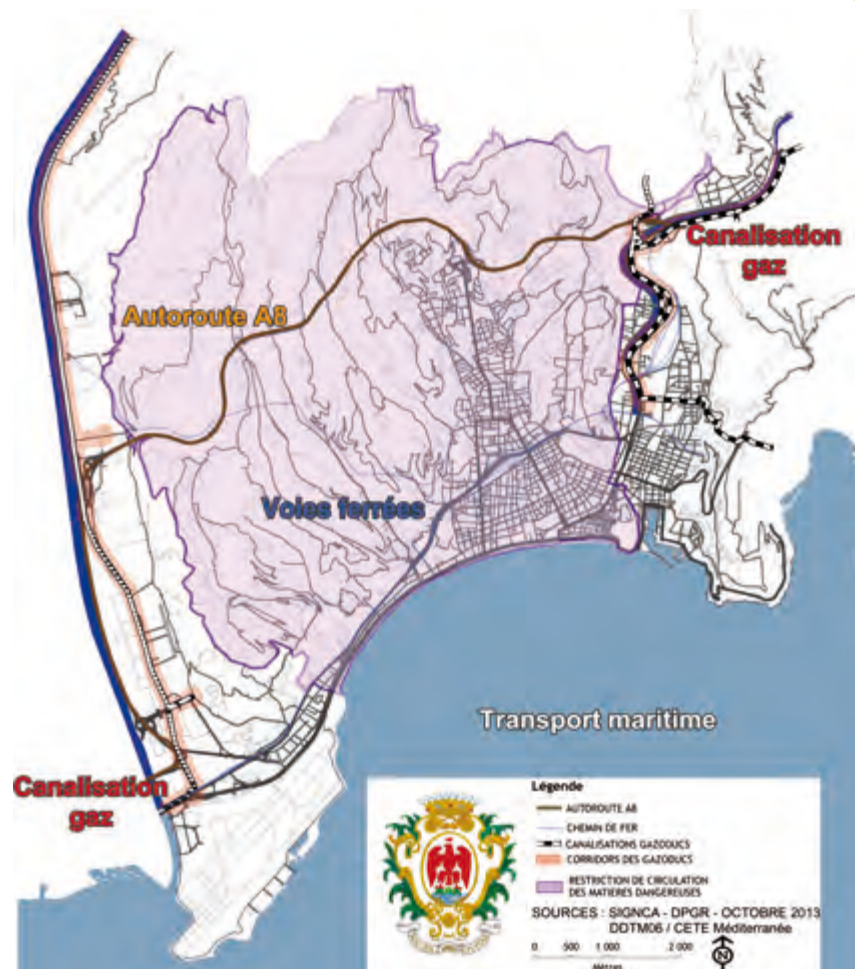 Canalisation
gaz
Autoroute A8
Voies ferrées
Transport maritime
Canalisation
gaz
Légende
AUTOROUTE A8
CHEMIN DE FER
CANALISATIONS GAZODUCS
CORRIDORS DES GAZODUCS
RESTRICTION DE CIRCULATION
DES MATIERES DANGEREUSES
SOURCES : SIGNCA - DPGR - OCTOBRE 2013
DDTM06 / CETE Méditerranée
0 500 1 000 2 000
Mètres
N